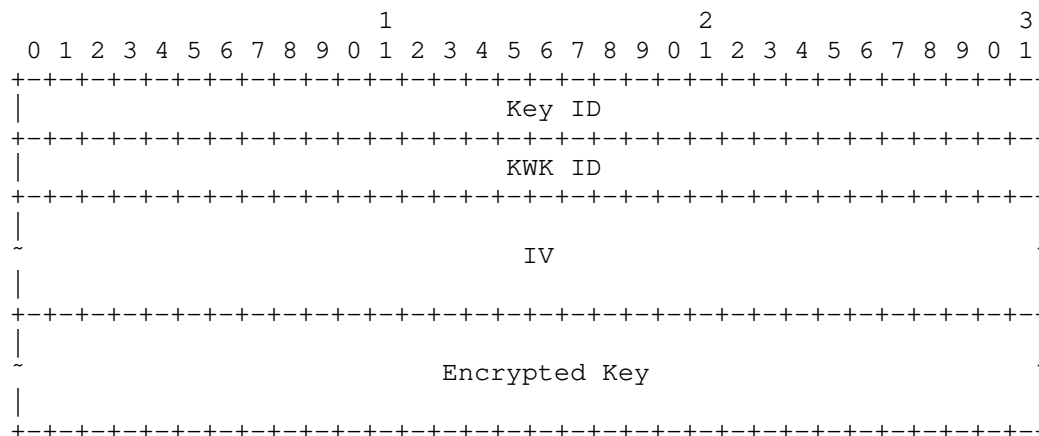 1                   2                   3
  0 1 2 3 4 5 6 7 8 9 0 1 2 3 4 5 6 7 8 9 0 1 2 3 4 5 6 7 8 9 0 1
 +-+-+-+-+-+-+-+-+-+-+-+-+-+-+-+-+-+-+-+-+-+-+-+-+-+-+-+-+-+-+-+-
 |                              Key ID
 +-+-+-+-+-+-+-+-+-+-+-+-+-+-+-+-+-+-+-+-+-+-+-+-+-+-+-+-+-+-+-+-
 |                              KWK ID
 +-+-+-+-+-+-+-+-+-+-+-+-+-+-+-+-+-+-+-+-+-+-+-+-+-+-+-+-+-+-+-+-
 |
 ~                               IV                               ~
 |
 +-+-+-+-+-+-+-+-+-+-+-+-+-+-+-+-+-+-+-+-+-+-+-+-+-+-+-+-+-+-+-+-
 |
 ~                          Encrypted Key                         ~
 |
 +-+-+-+-+-+-+-+-+-+-+-+-+-+-+-+-+-+-+-+-+-+-+-+-+-+-+-+-+-+-+-+-